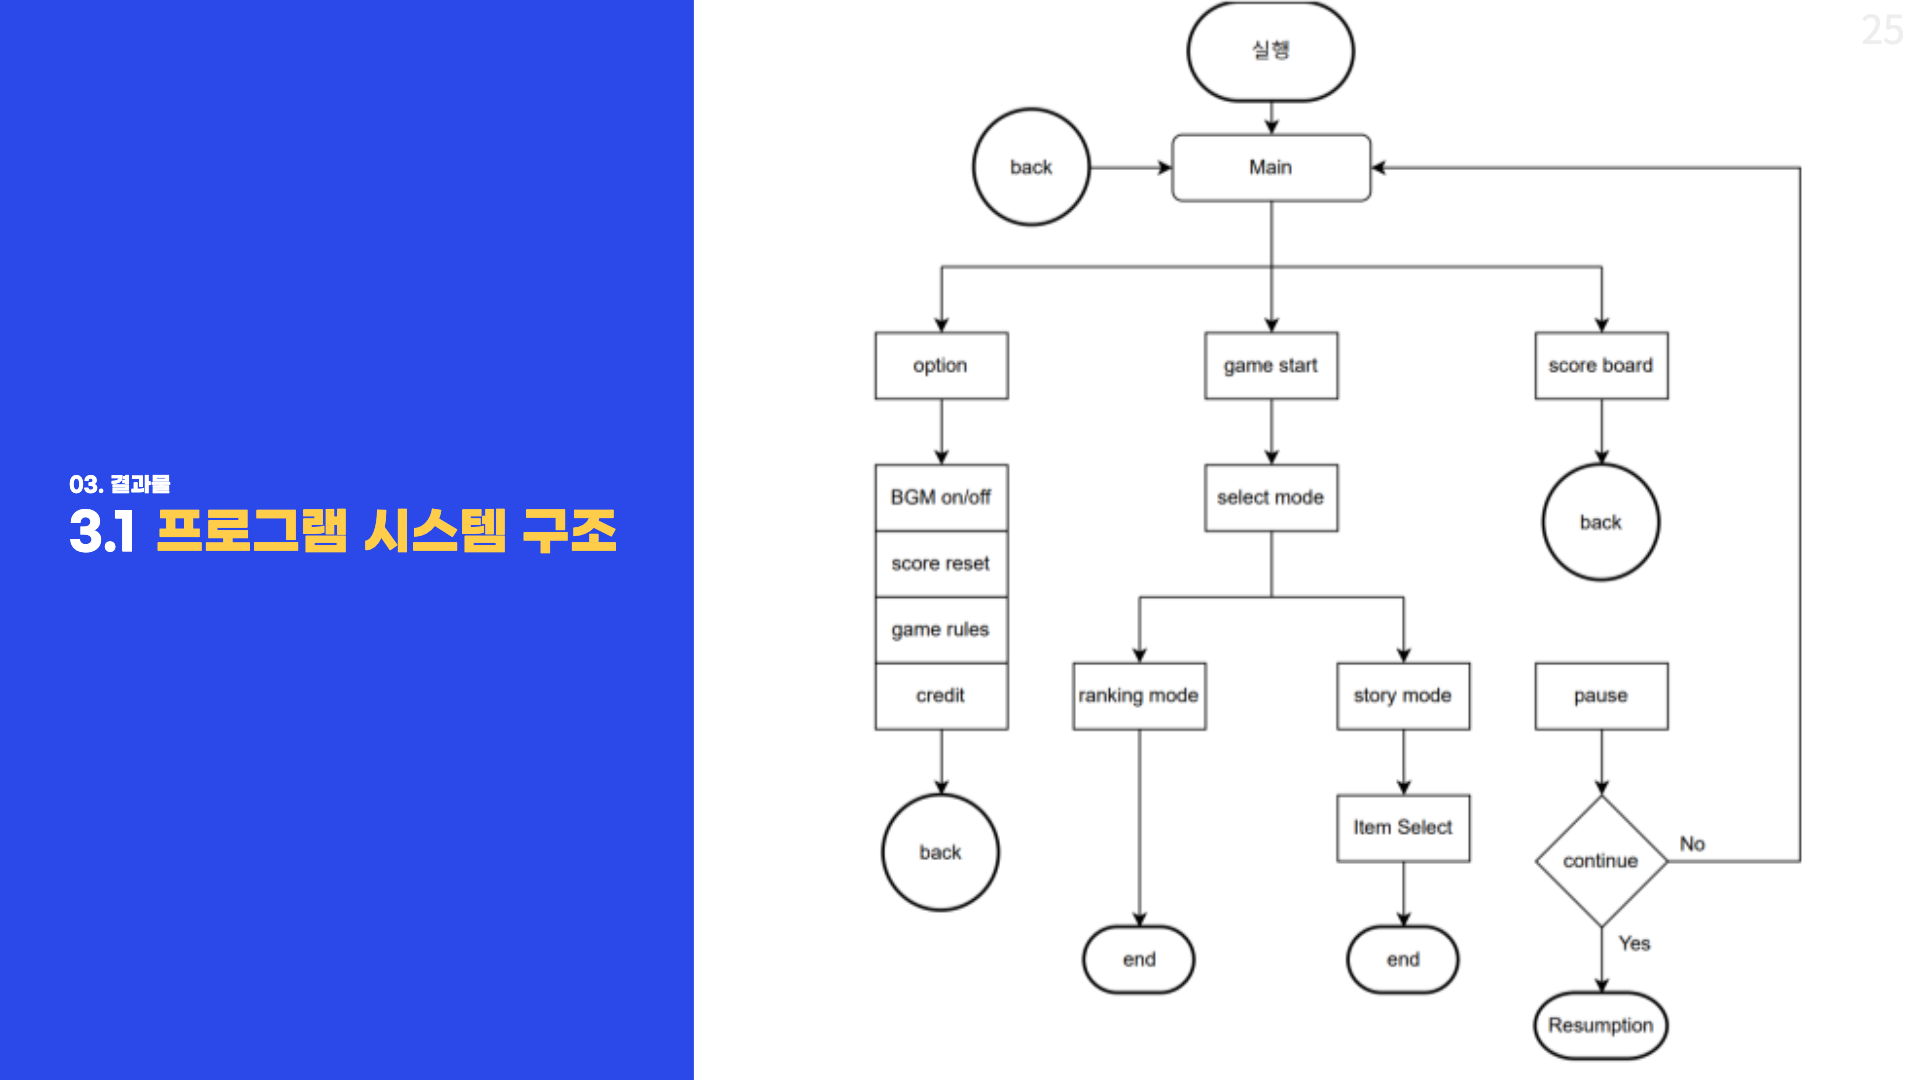 25
03. 결과물
3.1 프로그램 시스템 구조
실행
back
Main
option
game start
score board
BGM on/off
select mode
back
score reset
game rules
credit
ranking mode
story mode
pause
Item Select
back
continue
No
Yes
end
end
Resumption